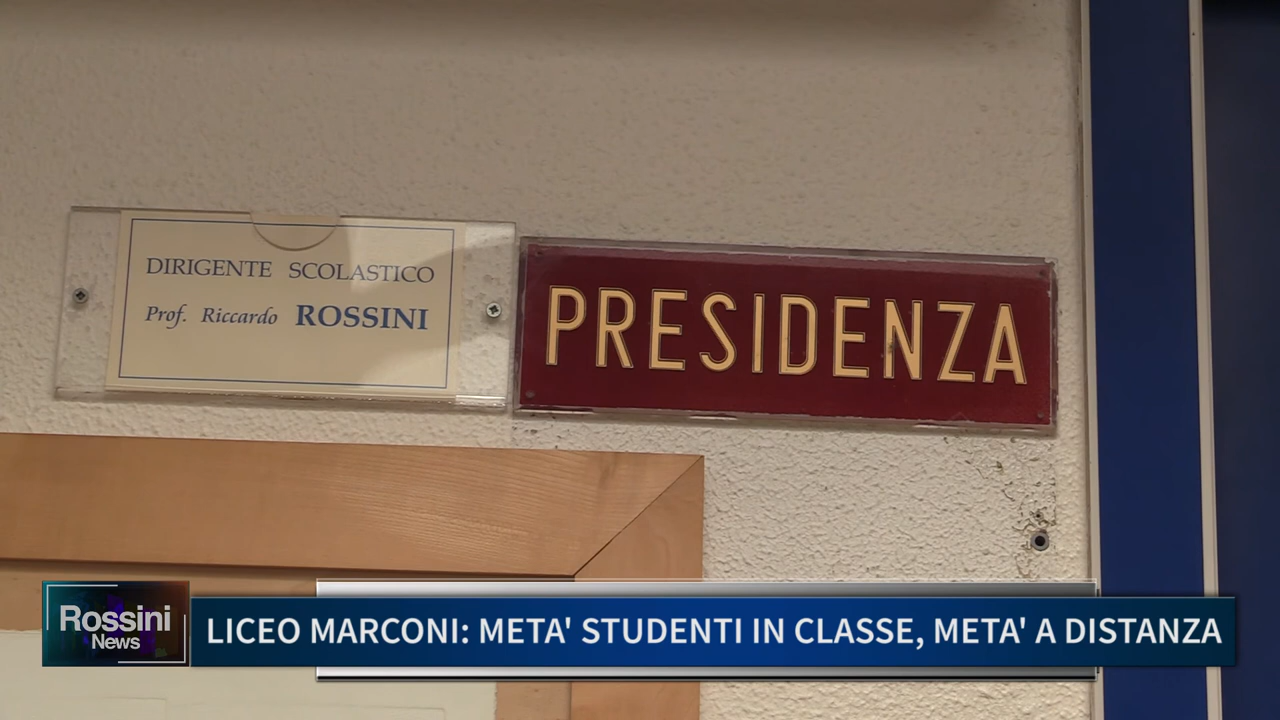 DIRIGENTE SCOLASTICO
Prof. Riccardo ROSSINI
PRESIDENZA
Rossini
News
LICEO MARCONI: META' STUDENTI IN CLASSE, META' A DISTANZA